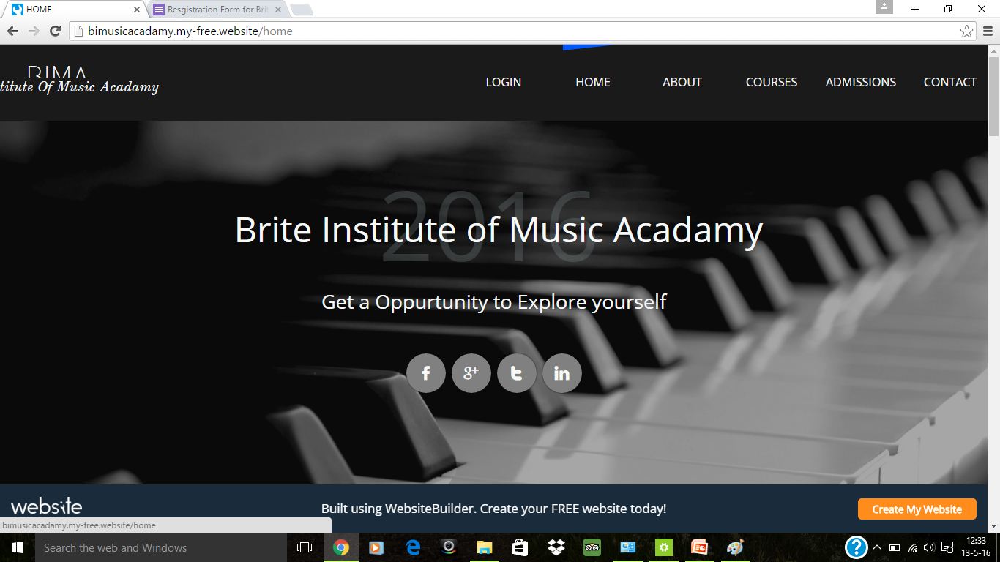 HOME
Resgistration Form for Brit
bimusicacadamy.my-free.website/home
BIMA
titute Of Music Acadamy
LOGIN
HOME
ABOUT
COURSES
ADMISSIONS
CONTACT
2016
Brite Institute of Music Acadamy
Get a Oppurtunity to Explore yourself
f
g+
t
in
website
Built using WebsiteBuilder. Create your FREE website today!
Create My Website
bimusicacadamy.my-free.website/home
Search the web and Windows
12:33
13-5-16